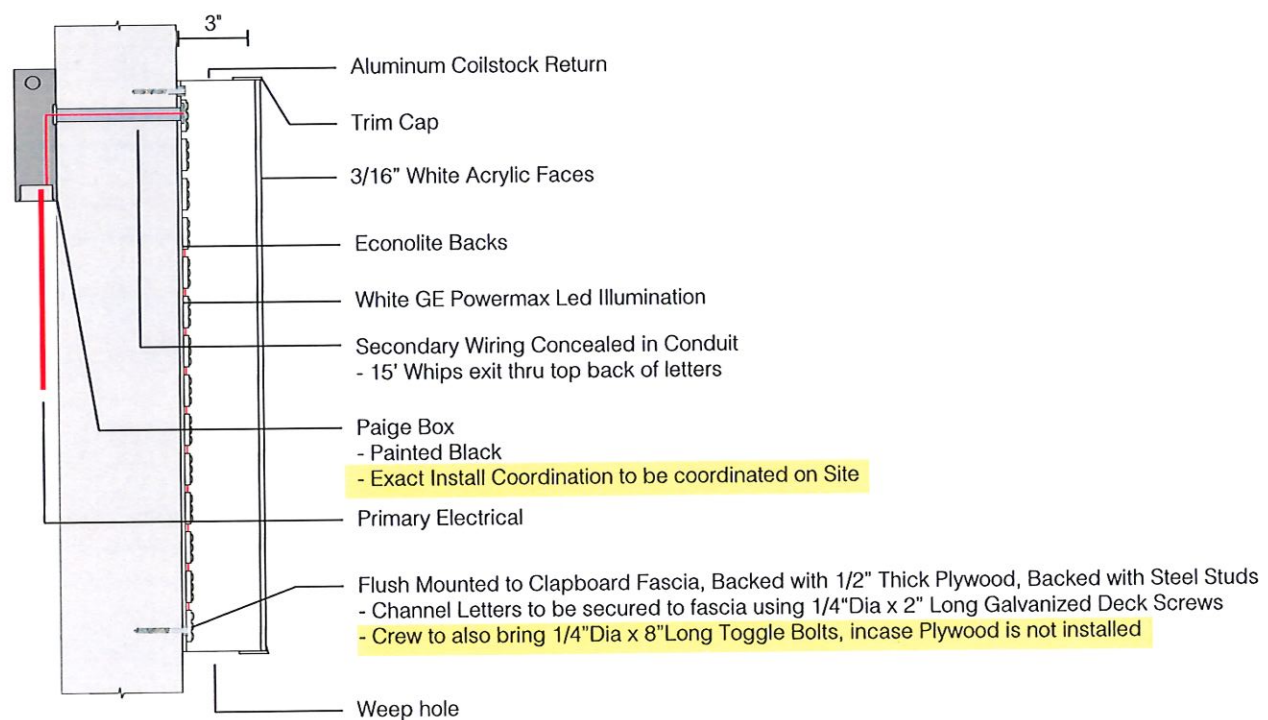 3"
Aluminum Coilstock Return
Trim Cap
3/16" White Acrylic Faces
Econolite Backs
White GE Powermax Led Illumination
Secondary Wiring Concealed in Conduit
- 15' Whips exit thru top back of letters
Paige Box
- Painted Black
- Exact Install Coordination to be coordinated on Site
Primary Electrical
Flush Mounted to Clapboard Fascia, Backed with 1/2" Thick Plywood, Backed with Steel Studs
- Channel Letters to be secured to fascia using 1/4"Dia x 2" Long Galvanized Deck Screws
- Crew to also bring 1/4"Dia x 8"Long Toggle Bolts, incase Plywood is not installed
Weep hole